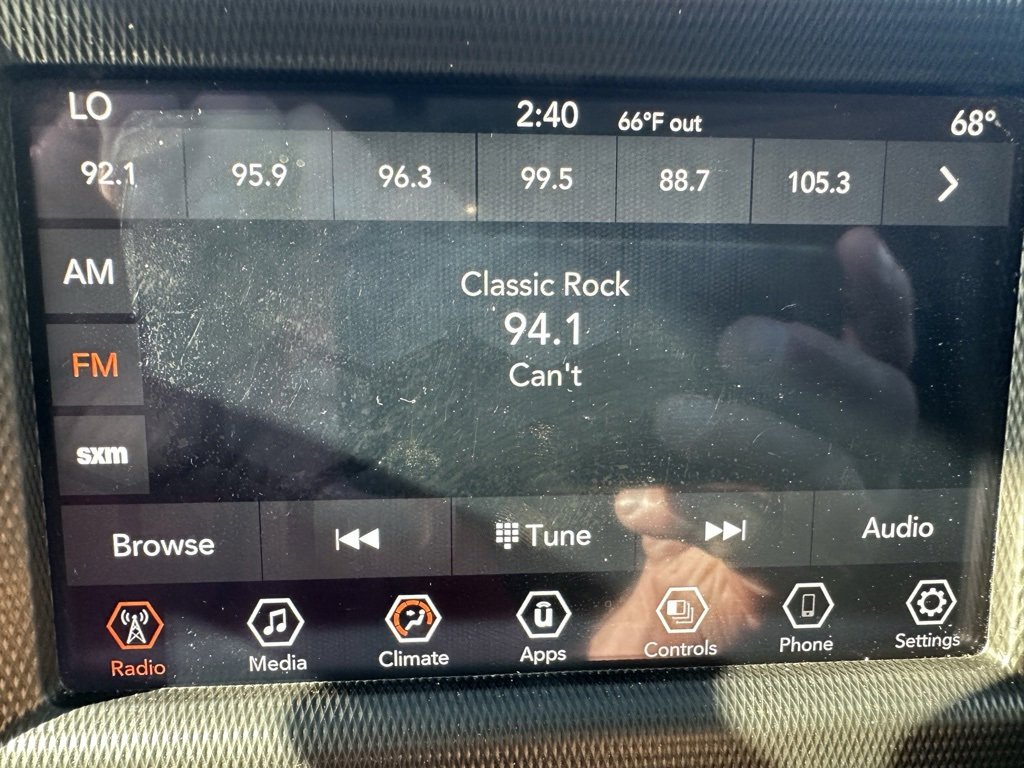 LO 2:40 66°F out 68°
92.1 95.9 96.3 99.5 88.7 105.3
AM
Classic Rock
94.1
FM
Can't
sxm
Browse Tune Audio
Radio Media Climate Apps Controls Phone Settings